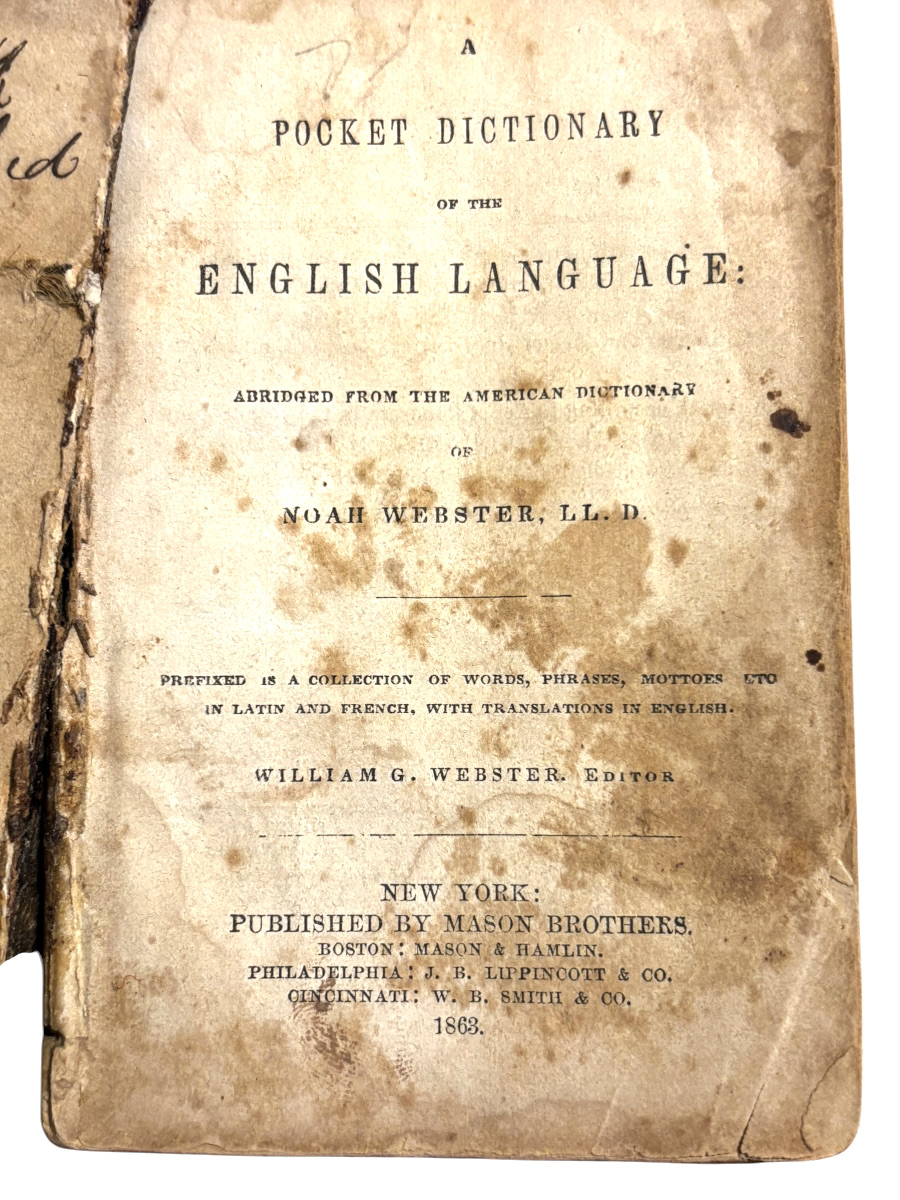 A
POCKET DICTIONARY
OF THE
ENGLISH LANGUAGE:
ABRIDGED FROM THE AMERICAN DICTIONARY
OF
NOAH WEBSTER, LL. D.
PREFIXED IS A COLLECTION OF WORDS, PHRASES, MOTTOES ETC
IN LATIN AND FRENCH, WITH TRANSLATIONS IN ENGLISH.
WILLIAM G. WEBSTER. EDITOR
NEW YORK:
PUBLISHED BY MASON BROTHERS.
BOSTON: MASON & HAMLIN.
PHILADELPHIA: J. B. LIPPINCOTT & CO.
CINCINNATI: W. B. SMITH & CO.
1863.